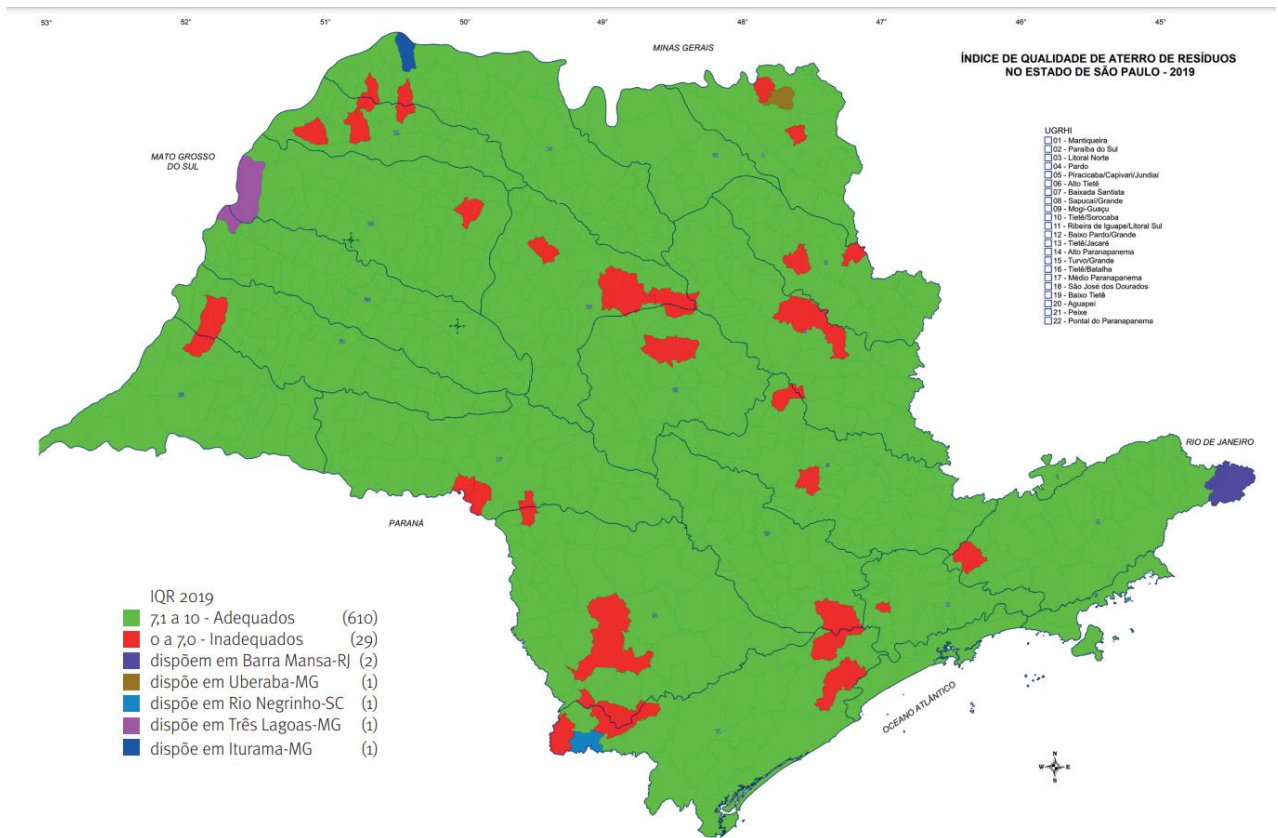 53° 52° 51° 50° 49° 48° 47° 46° 45°
MINAS GERAIS
ÍNDICE DE QUALIDADE DE ATERRO DE RESÍDUOS
NO ESTADO DE SÃO PAULO - 2019
MATO GROSSO
DO SUL
UGRHI
01 - Mantiqueira
02 - Paraíba do Sul
03 - Litoral Norte
04 - Pardo
05 - Piracicaba/Capivari/Jundiaí
06 - Alto Tietê
07 - Baixada Santista
08 - Sapucaí/Grande
09 - Mogi-Guaçu
10 - Tietê/Sorocaba
11 - Ribeira de Iguape/Litoral Sul
12 - Baixo Pardo/Grande
13 - Tietê/Jacaré
14 - Alto Paranapanema
15 - Turvo/Grande
16 - Tietê/Batalha
17 - Médio Paranapanema
18 - São José dos Dourados
19 - Baixo Tietê
20 - Aguapeí
21 - Peixe
22 - Pontal do Paranapanema
RIO DE JANEIRO
PARANÁ
OCEANO ATLÂNTICO
IQR 2019
7,1 a 10 - Adequados (610)
0 a 7,0 - Inadequados (29)
dispõem em Barra Mansa-RJ (2)
dispõe em Uberaba-MG (1)
dispõe em Rio Negrinho-SC (1)
dispõe em Três Lagoas-MG (1)
dispõe em Iturama-MG (1)
N
W E
S